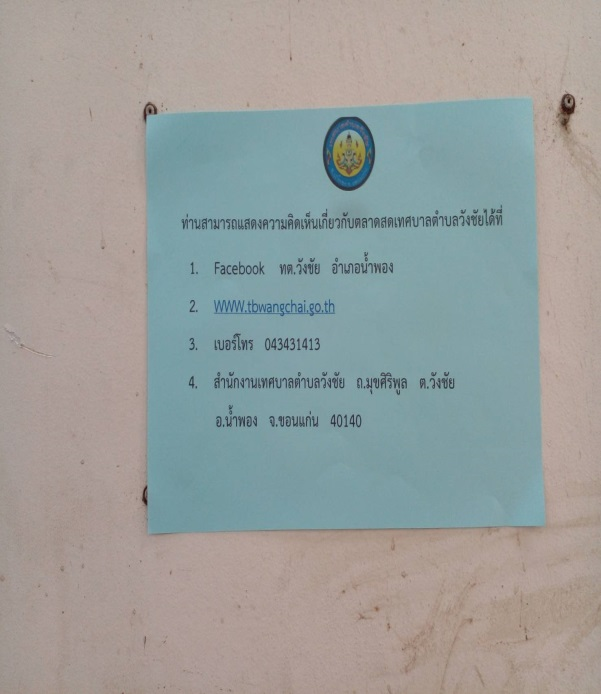 ท่านสามารถแสดงความคิดเห็นเกี่ยวกับตลาดสดเทศบาลตำบลวังชัยได้ที่
1. Facebook ทต.วังชัย อำเภอน้ำพอง
2. WWW.tbwangchai.go.th
3. เบอร์โทร 043431413
4. สำนักงานเทศบาลตำบลวังชัย ถ.มุขศิริพูล ต.วังชัย
อ.น้ำพอง จ.ขอนแก่น 40140